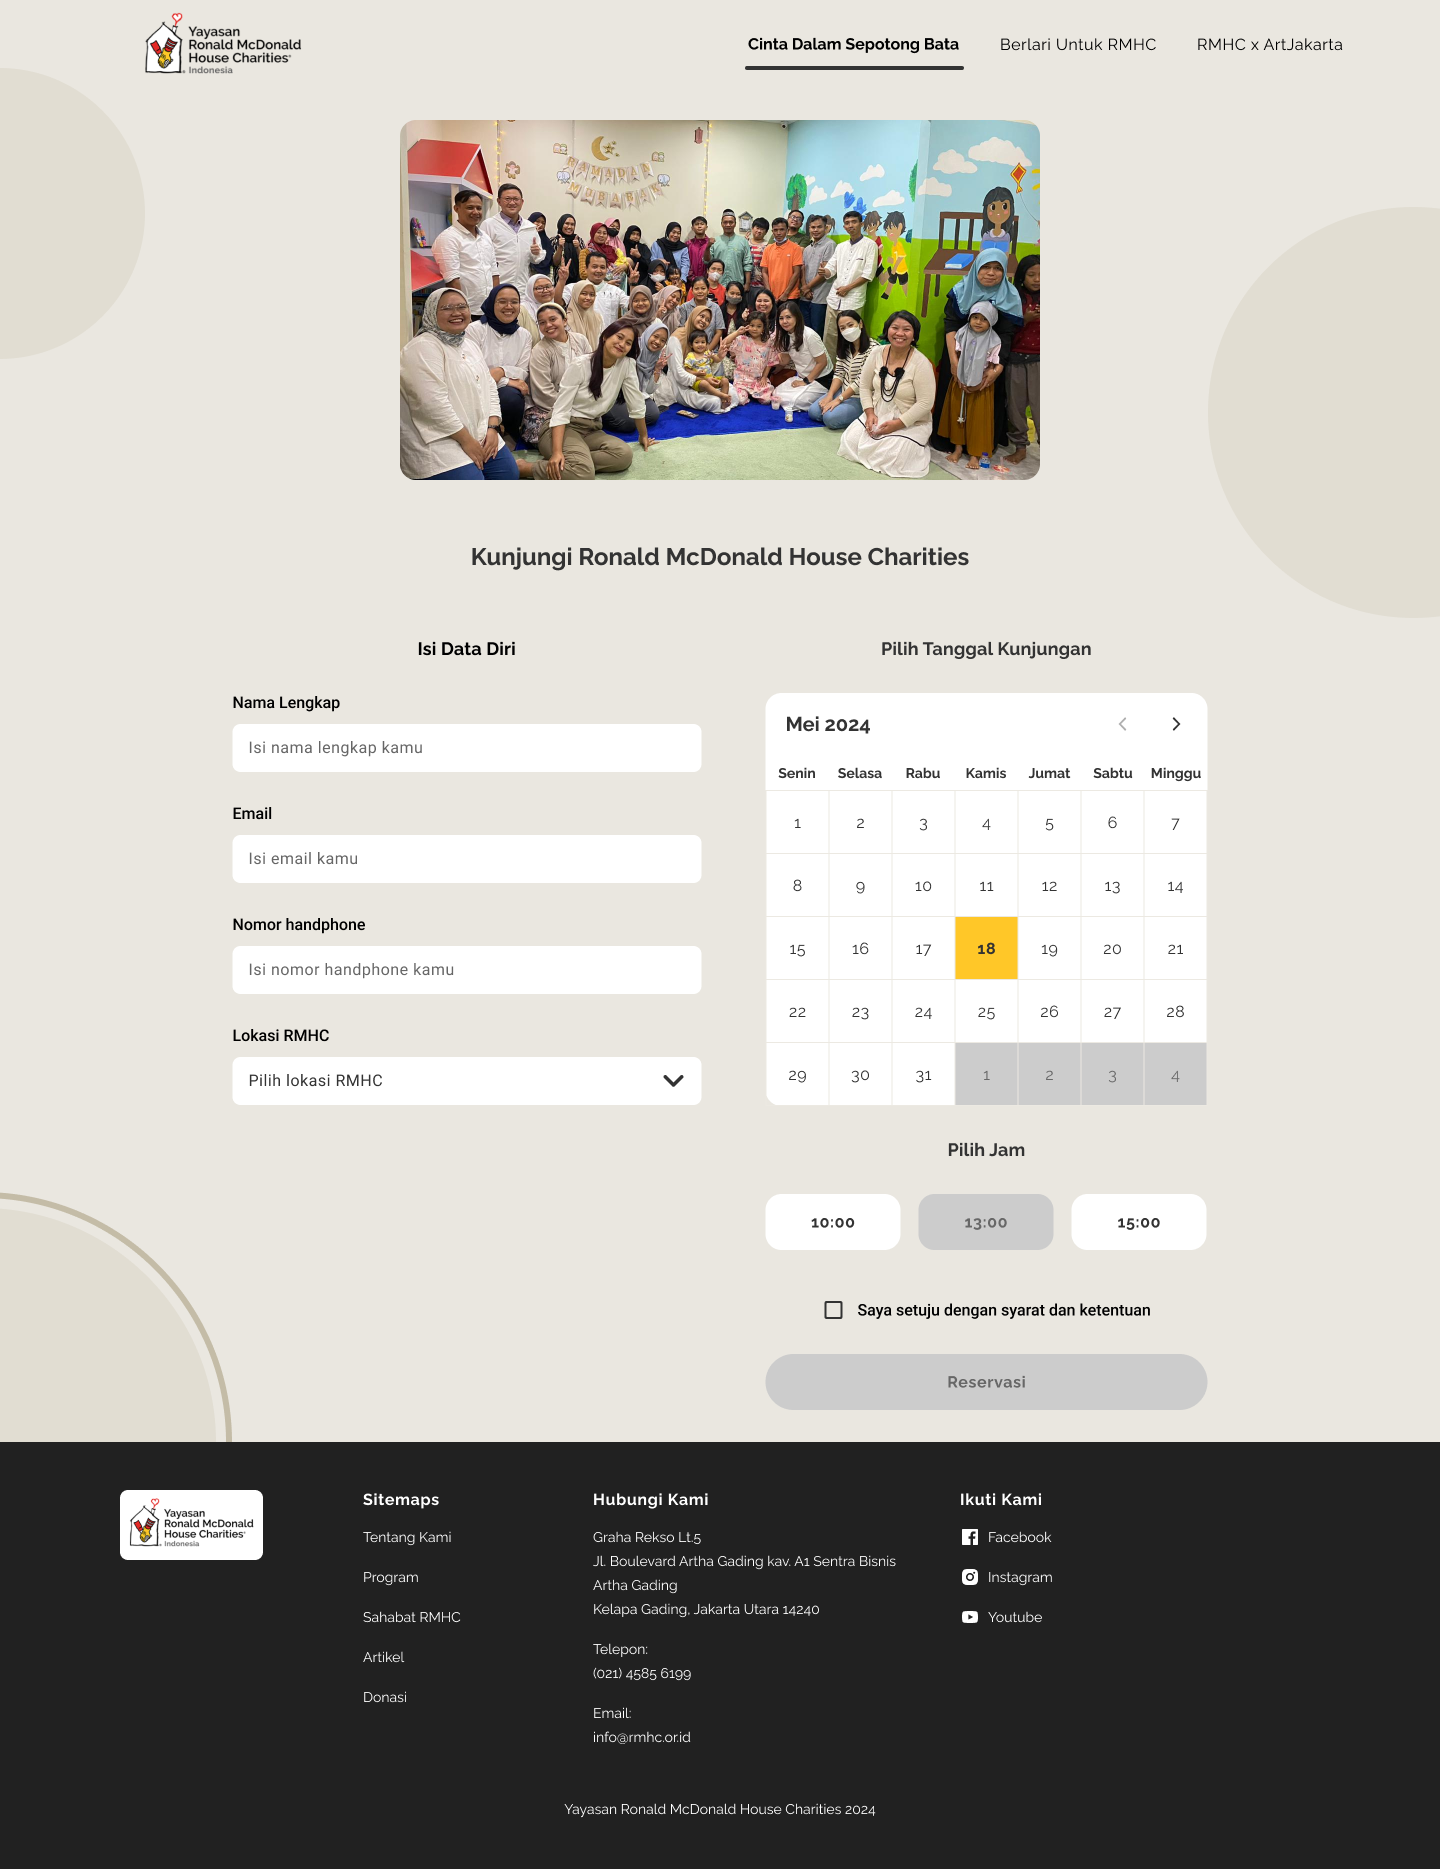 Yayasan
Ronald McDonald
House Charities®
Indonesia
Cinta Dalam Sepotong Bata
Berlari Untuk RMHC
RMHC x ArtJakarta
RAMADAN
MUBARAK
Kunjungi Ronald McDonald House Charities
Isi Data Diri
Nama Lengkap
Isi nama lengkap kamu
Email
Isi email kamu
Nomor handphone
Isi nomor handphone kamu
Lokasi RMHC
Pilih lokasi RMHC
Pilih Tanggal Kunjungan
Mei 2024
Senin Selasa Rabu Kamis Jumat Sabtu Minggu
1 2 3 4 5 6 7
8 9 10 11 12 13 14
15 16 17 18 19 20 21
22 23 24 25 26 27 28
29 30 31 1 2 3 4
Pilih Jam
10:00 13:00 15:00
Saya setuju dengan syarat dan ketentuan
Reservasi
Yayasan
Ronald McDonald
House Charities®
Indonesia
Sitemaps
Tentang Kami
Program
Sahabat RMHC
Artikel
Donasi
Hubungi Kami
Graha Rekso Lt.5
Jl. Boulevard Artha Gading kav. A1 Sentra Bisnis
Artha Gading
Kelapa Gading, Jakarta Utara 14240
Telepon:
(021) 4585 6199
Email:
info@rmhc.or.id
Ikuti Kami
Facebook
Instagram
Youtube
Yayasan Ronald McDonald House Charities 2024